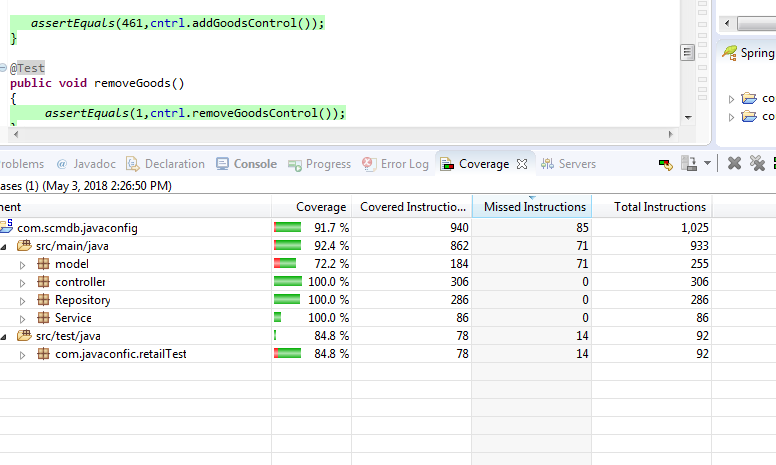 assertEquals(461,cntrl.addGoodsControl());
}
@Test
public void removeGoods()
{
assertEquals(1,cntrl.removeGoodsControl());
Spring
co
co
roblems @ Javadoc Declaration Console Progress Error Log Coverage Servers
ases (1) (May 3, 2018 2:26:50 PM)
ment Coverage Covered Instructio... Missed Instructions Total Instructions
com.scmdb.javaconfig 91.7 % 940 85 1,025
src/main/java 92.4 % 862 71 933
model 72.2 % 184 71 255
controller 100.0 % 306 0 306
Repository 100.0 % 286 0 286
Service 100.0 % 86 0 86
src/test/java 84.8 % 78 14 92
com.javaconfic.retailTest 84.8 % 78 14 92